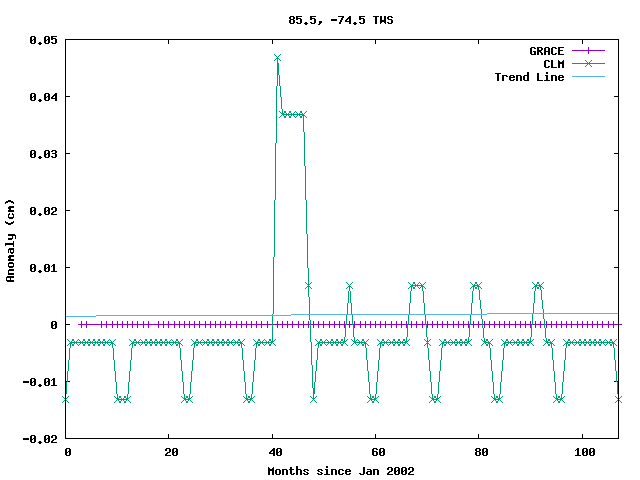 85.5, -74.5 TWS
GRACE
CLM
Trend Line
0.05
0.04
0.03
0.02
0.01
0
-0.01
-0.02
Anomaly (cm)
0 20 40 60 80 100
Months since Jan 2002